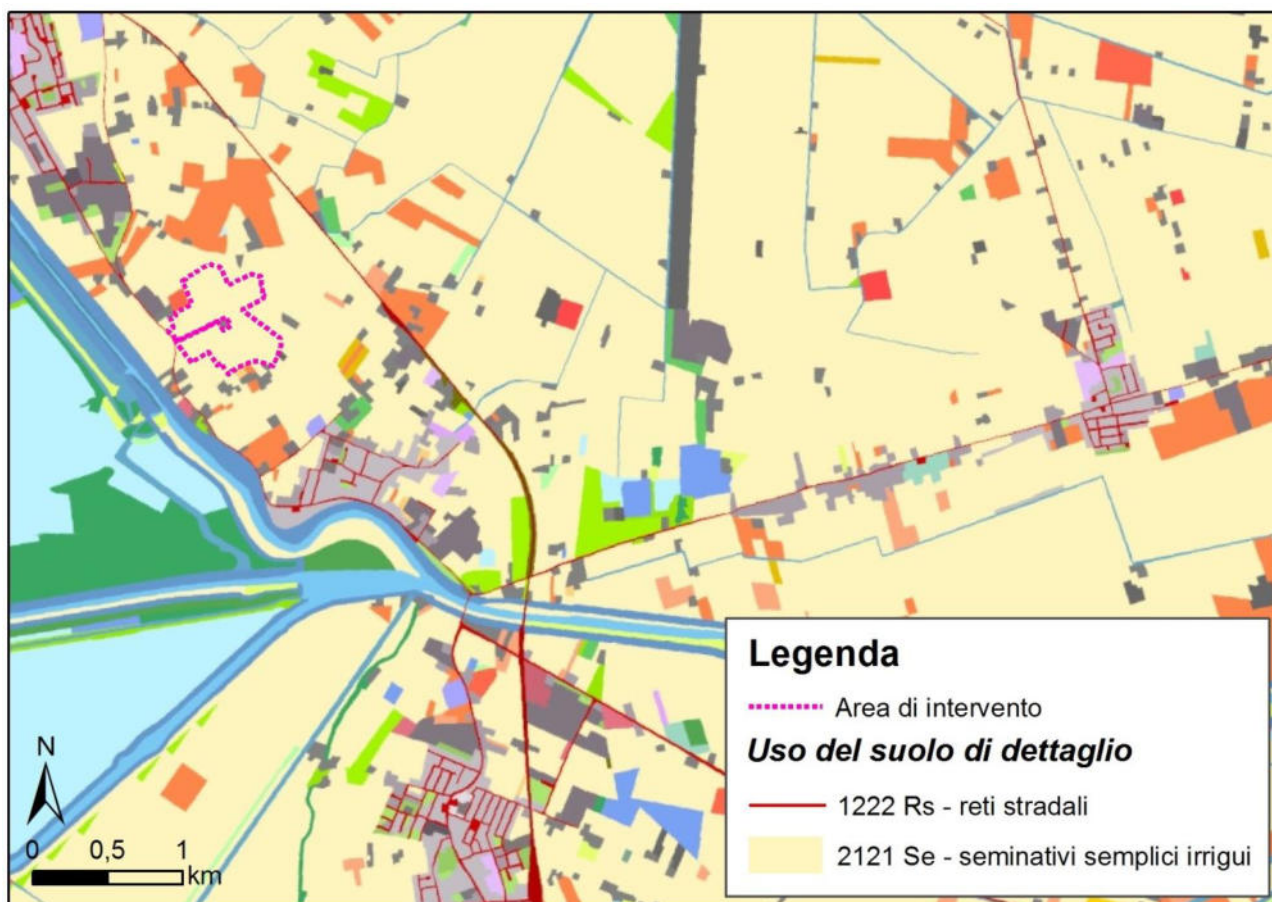 Legenda
Area di intervento
Uso del suolo di dettaglio
1222 Rs - reti stradali
2121 Se - seminativi semplici irrigui
N
0 0,5 1
km